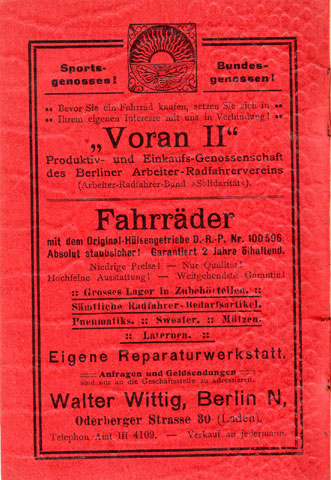 Sports-
genossen!
Bundes-
genossen!
Bevor Sie ein Fahrrad kaufen, setzen Sie sich in
Ihrem eigenen Interesse mit uns in Verbindung!
„Voran II"
Produktiv- und Einkaufs-Genossenschaft
des Berliner Arbeiter-Radfahrervereins
(Arbeiter-Radfahrer-Bund »Solidarität«).
Fahrräder
mit dem Original-Hülsengetriebe D.-R.-P. Nr. 100596.
Absolut staubsicher! Garantiert 2 Jahre ölhaltend.
Niedrige Preise! — Nur Qualität!
Hochfeine Ausstattung! — Weitgehendste Garantie!
:: Grosses Lager in Zubehörteilen. ::
Sämtliche Radfahrer-Bedarfsartikel.
Pneumatiks. :: Sweater. :: Mützen.
:: Laternen. ::
Eigene Reparaturwerkstatt.
Anfragen und Geldsendungen
sind nur an die Geschäftsstelle zu adressieren.
Walter Wittig, Berlin N,
Oderberger Strasse 30 (Laden).
Telephon Amt III 4109. — Verkauf an jedermann.